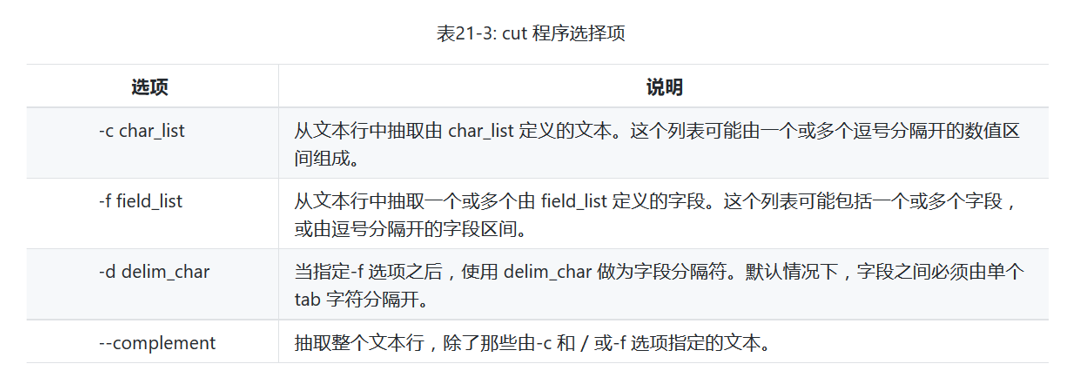 表21-3: cut 程序选择项
选项 说明
-c char_list 从文本行中抽取由 char_list 定义的文本。这个列表可能由一个或多个逗号分隔开的数值区
间组成。
-f field_list 从文本行中抽取一个或多个由 field_list 定义的字段。这个列表可能包括一个或多个字段，
或由逗号分隔开的字段区间。
-d delim_char 当指定-f 选项之后，使用 delim_char 做为字段分隔符。默认情况下，字段之间必须由单个
tab 字符分隔开。
--complement 抽取整个文本行，除了那些由-c 和／或-f 选项指定的文本。